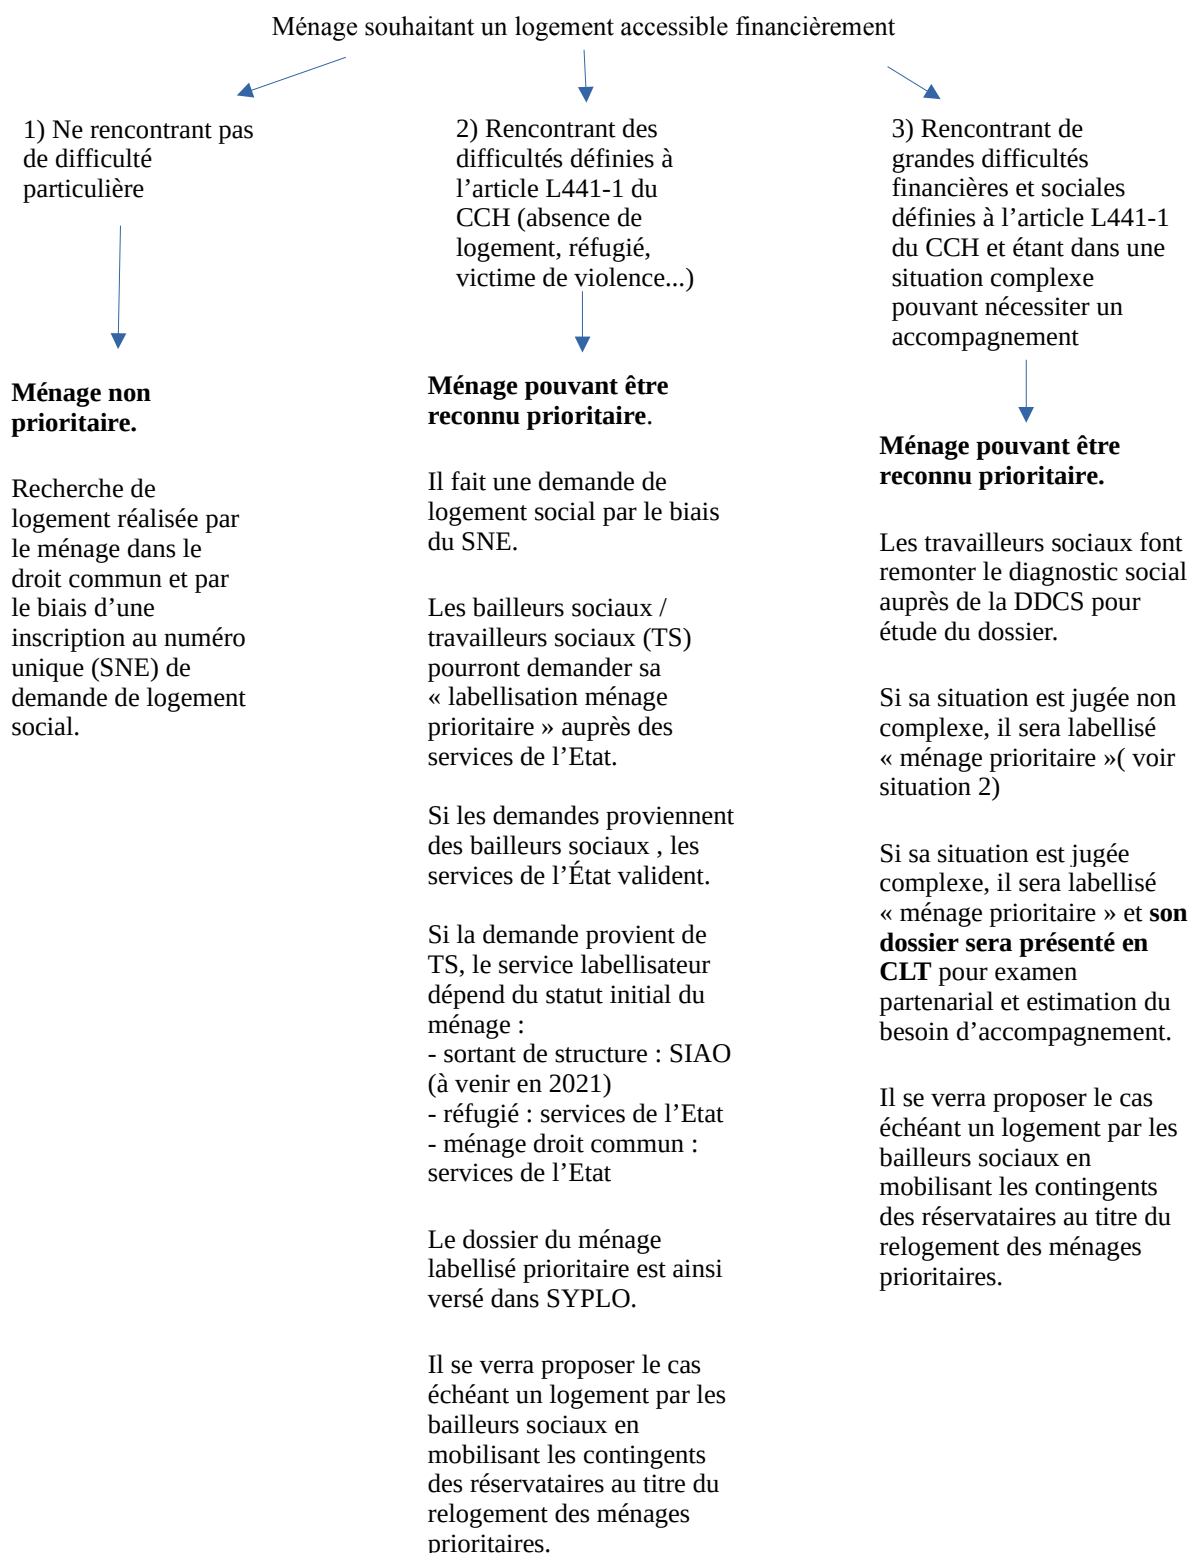 Ménage souhaitant un logement accessible financièrement
1) Ne rencontrant pas
de difficulté
particulière
Ménage non
prioritaire.
Recherche de
logement réalisée par
le ménage dans le
droit commun et par
le biais d’une
inscription au numéro
unique (SNE) de
demande de logement
social.
2) Rencontrant des
difficultés définies à
l’article L441-1 du
CCH (absence de
logement, réfugié,
victime de violence...)
Ménage pouvant être
reconnu prioritaire.
Il fait une demande de
logement social par le biais
du SNE.
Les bailleurs sociaux /
travailleurs sociaux (TS)
pourront demander sa
« labellisation ménage
prioritaire » auprès des
services de l’Etat.
Si les demandes proviennent
des bailleurs sociaux , les
services de l’État valident.
Si la demande provient de
TS, le service labellisateur
dépend du statut initial du
ménage :
- sortant de structure : SIAO
(à venir en 2021)
- réfugié : services de l’Etat
- ménage droit commun :
services de l’Etat
Le dossier du ménage
labellisé prioritaire est ainsi
versé dans SYPLO.
Il se verra proposer le cas
échéant un logement par les
bailleurs sociaux en
mobilisant les contingents
des réservataires au titre du
relogement des ménages
prioritaires.
3) Rencontrant de
grandes difficultés
financières et sociales
définies à l’article L441-1
du CCH et étant dans une
situation complexe
pouvant nécessiter un
accompagnement
Ménage pouvant être
reconnu prioritaire.
Les travailleurs sociaux font
remonter le diagnostic social
auprès de la DDCS pour
étude du dossier.
Si sa situation est jugée non
complexe, il sera labellisé
« ménage prioritaire »( voir
situation 2)
Si sa situation est jugée
complexe, il sera labellisé
« ménage prioritaire » et son
dossier sera présenté en
CLT pour examen
partenarial et estimation du
besoin d’accompagnement.
Il se verra proposer le cas
échéant un logement par les
bailleurs sociaux en
mobilisant les contingents
des réservataires au titre du
relogement des ménages
prioritaires.